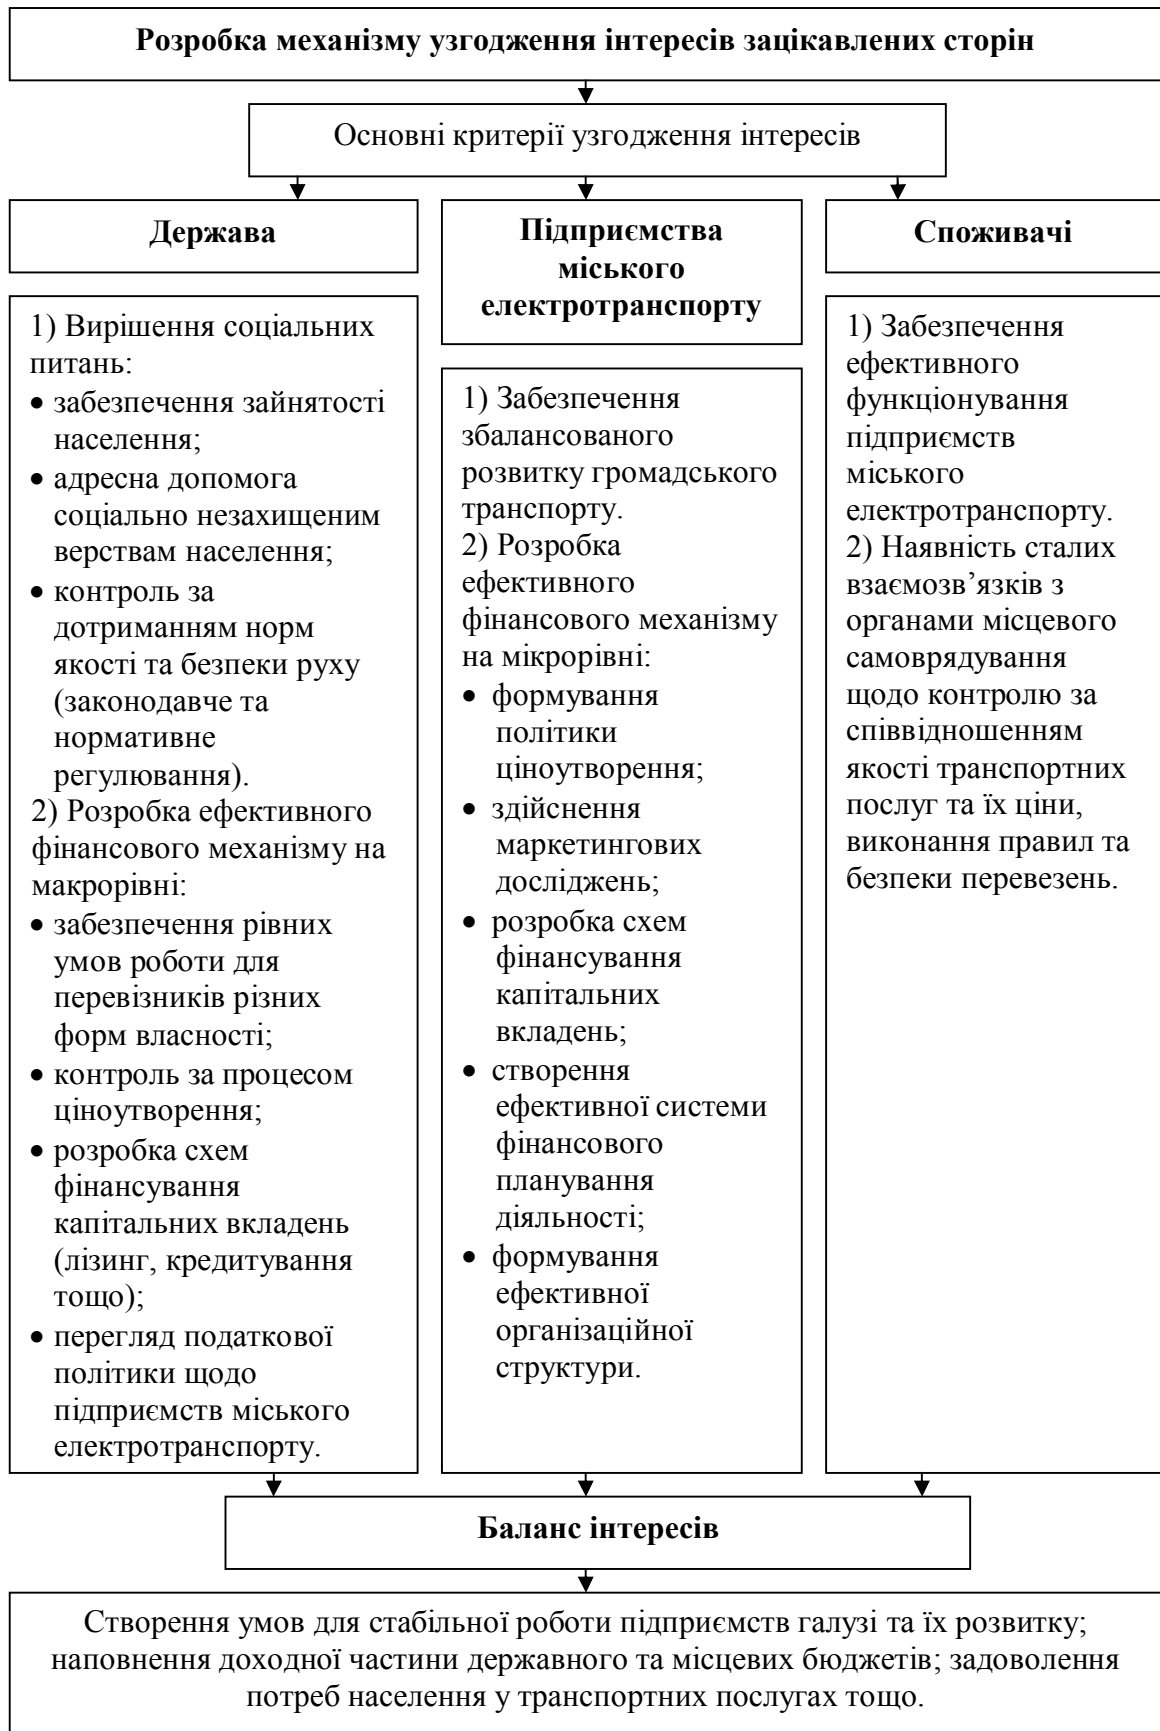 Розробка механізму узгодження інтересів зацікавлених сторін
Основні критерії узгодження інтересів
Держава
1) Вирішення соціальних
питань:
• забезпечення зайнятості
населення;
• адресна допомога
соціально незахищеним
верствам населення;
• контроль за
дотриманням норм
якості та безпеки руху
(законодавче та
нормативне
регулювання).
2) Розробка ефективного
фінансового механізму на
макрорівні:
• забезпечення рівних
умов роботи для
перевізників різних
форм власності;
• контроль за процесом
ціноутворення;
• розробка схем
фінансування
капітальних вкладень
(лізинг, кредитування
тощо);
• перегляд податкової
політики щодо
підприємств міського
електротранспорту.
Підприємства
міського
електротранспорту
1) Забезпечення
збалансованого
розвитку громадського
транспорту.
2) Розробка
ефективного
фінансового механізму
на мікрорівні:
• формування
політики
ціноутворення;
• здійснення
маркетингових
досліджень;
• розробка схем
фінансування
капітальних
вкладень;
• створення
ефективної системи
фінансового
планування
діяльності;
• формування
ефективної
організаційної
структури.
Споживачі
1) Забезпечення
ефективного
функціонування
підприємств
міського
електротранспорту.
2) Наявність сталих
взаємозв’язків з
органами місцевого
самоврядування
щодо контролю за
співвідношенням
якості транспортних
послуг та їх ціни,
виконання правил та
безпеки перевезень.
Баланс інтересів
Створення умов для стабільної роботи підприємств галузі та їх розвитку;
наповнення доходної частини державного та місцевих бюджетів; задоволення
потреб населення у транспортних послугах тощо.